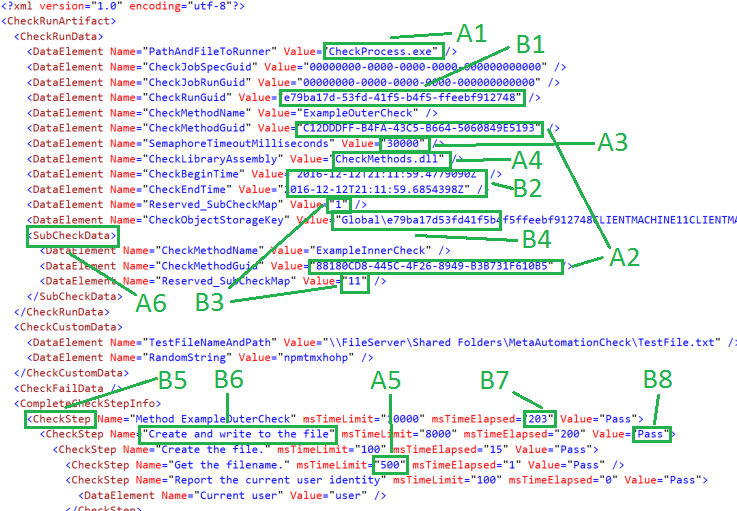 <?xml version="1.0" encoding="utf-8"?>
<CheckRunArtifact>
A1
<CheckRunData>
<DataElement Name="PathAndFileToRunner" Value="CheckProcess.exe" />
B1
<DataElement Name="CheckJobSpecGuid" Value="00000000-0000-0000-0000-000000000000" />
<DataElement Name="CheckJobRunGuid" Value="00000000-0000-0000-0000-000000000000" />
<DataElement Name="CheckRunGuid" Value="e79ba17d-53fd-41f5-b4f5-ffeebf912748" />
<DataElement Name="CheckMethodName" Value="ExampleOuterCheck" />
<DataElement Name="CheckMethodGuid" Value="C12DDDFF-B4FA-43C5-B664-5060849E5193" />
<DataElement Name="SemaphoreTimeoutMilliseconds" Value="30000" />
A3
<DataElement Name="CheckLibraryAssembly" Value="CheckMethods.dll" />
A4
<DataElement Name="CheckBeginTime" Value="2016-12-12T21:11:59.4779090Z" />
<DataElement Name="CheckEndTime" Value="2016-12-12T21:11:59.6854398Z" />
B2
<DataElement Name="Reserved_SubCheckMap" Value="1" />
<DataElement Name="CheckObjectStorageKey" Value="Global\e79ba17d53fd41f5b4f5ffeebf912748CLIENTMACHINE11CLIENTMA
<SubCheckData>
B4
<DataElement Name="CheckMethodName" Value="ExampleInnerCheck" />
A2
<DataElement Name="CheckMethodGuid" Value="88180CD8-445C-4F26-8949-B3B731F610B5" />
<DataElement Name="Reserved_SubCheckMap" Value="11" />
</SubCheckData>
A6
B3
</CheckRunData>
<CheckCustomData>
<DataElement Name="TestFileNameAndPath" Value="\\FileServer\Shared Folders\MetaAutomationCheck\TestFile.txt" />
<DataElement Name="RandomString" Value="npmtmxhohp" />
</CheckCustomData>
B5
B6
A5
B7
B8
<CheckFailData />
<CompleteCheckStepInfo>
<CheckStep Name="Method ExampleOuterCheck" msTimeLimit="30000" msTimeElapsed="203" Value="Pass">
<CheckStep Name="Create and write to the file" msTimeLimit="8000" msTimeElapsed="200" Value="Pass">
<CheckStep Name="Create the file." msTimeLimit="100" msTimeElapsed="15" Value="Pass">
<CheckStep Name="Get the filename." msTimeLimit="500" msTimeElapsed="1" Value="Pass" />
<CheckStep Name="Report the current user identity" msTimeLimit="100" msTimeElapsed="0" Value="Pass">
<DataElement Name="Current user" Value="user" />
</CheckStep>